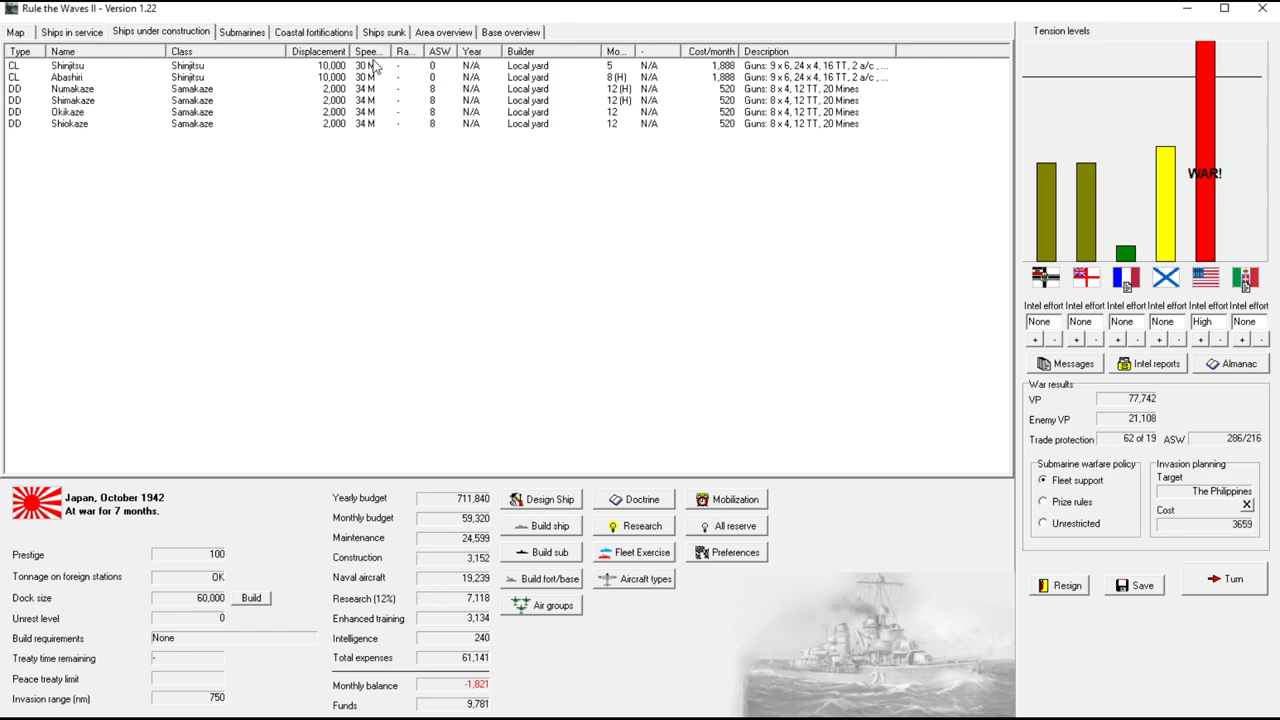 Rule the Waves II - Version 1.22
Map Ships in service Ships under construction Submarines Coastal fortifications Ships sunk Area overview Base overview
Type Name Class Displacement Spee... Ra... ASW Year Builder Mo... - Cost/month Description
CL Shinjitsu Shinjitsu 10,000 30 M - 0 N/A Local yard 5 N/A 1,888 Guns: 9 x 6, 24 x 4, 16 TT, 2 a/c , ...
CL Abashiri Shinjitsu 10,000 30 M - 0 N/A Local yard 8 (H) N/A 1,888 Guns: 9 x 6, 24 x 4, 16 TT, 2 a/c , ...
DD Numakaze Samakaze 2,000 34 M - 8 N/A Local yard 12 (H) N/A 520 Guns: 8 x 4, 12 TT, 20 Mines
DD Shimakaze Samakaze 2,000 34 M - 8 N/A Local yard 12 (H) N/A 520 Guns: 8 x 4, 12 TT, 20 Mines
DD Okikaze Samakaze 2,000 34 M - 8 N/A Local yard 12 N/A 520 Guns: 8 x 4, 12 TT, 20 Mines
DD Shiokaze Samakaze 2,000 34 M - 8 N/A Local yard 12 N/A 520 Guns: 8 x 4, 12 TT, 20 Mines
Tension levels
WAR!
Intel effort Intel effort Intel effort Intel effort Intel effort Intel effort
None None None None High None
+ - + - + - + - + - + -
Messages Intel reports Almanac
War results
VP 77,742
Enemy VP 21,108
Trade protection 62 of 19 ASW 286/216
Submarine warfare policy
Fleet support
Prize rules
Unrestricted
Invasion planning
Target
The Philippines
X
Cost
3659
Resign Save Turn
Japan, October 1942
At war for 7 months.
Prestige 100
Tonnage on foreign stations OK
Dock size 60,000 Build
Unrest level 0
Build requirements None
Treaty time remaining -
Peace treaty limit
Invasion range (nm) 750
Yearly budget 711,840
Monthly budget 59,320
Maintenance 24,599
Construction 3,152
Naval aircraft 19,239
Research (12%) 7,118
Enhanced training 3,134
Intelligence 240
Total expenses 61,141
Monthly balance -1,821
Funds 9,781
Design Ship Doctrine Mobilization
Build ship Research All reserve
Build sub Fleet Exercise Preferences
Build fort/base Aircraft types
Air groups